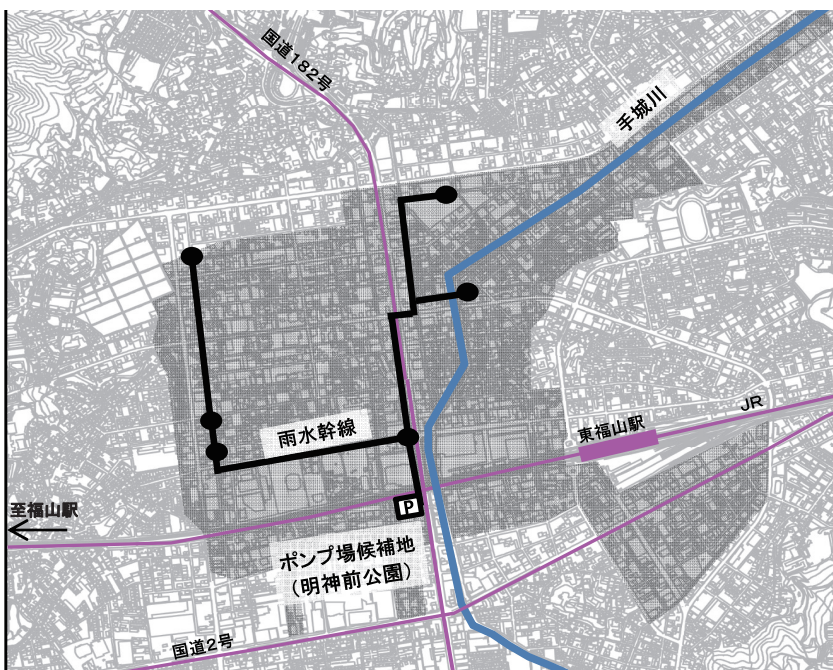 国道182号
手城川
雨水幹線
東福山駅
JR
至福山駅
P
ポンプ場候補地
(明神前公園)
国道2号